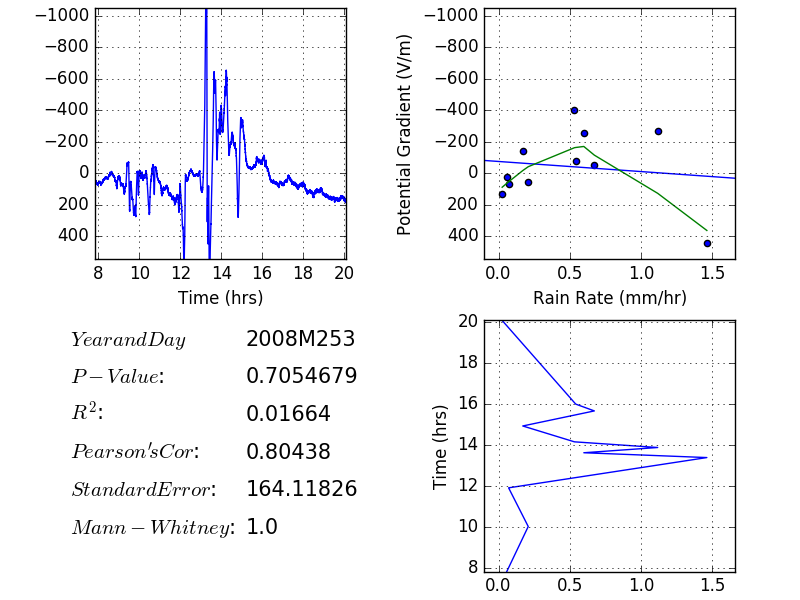 −1000
−800
−600
−400
−200
0
200
400
8 10 12 14 16 18 20
Time (hrs)
Potential Gradient (V/m)
−1000
−800
−600
−400
−200
0
200
400
0.0 0.5 1.0 1.5
Rain Rate (mm/hr)
YearandDay 2008M253
P − Value: 0.7054679
R²: 0.01664
Pearson'sCor: 0.80438
StandardError: 164.11826
Mann − Whitney: 1.0
Time (hrs)
20
18
16
14
12
10
8
0.0 0.5 1.0 1.5